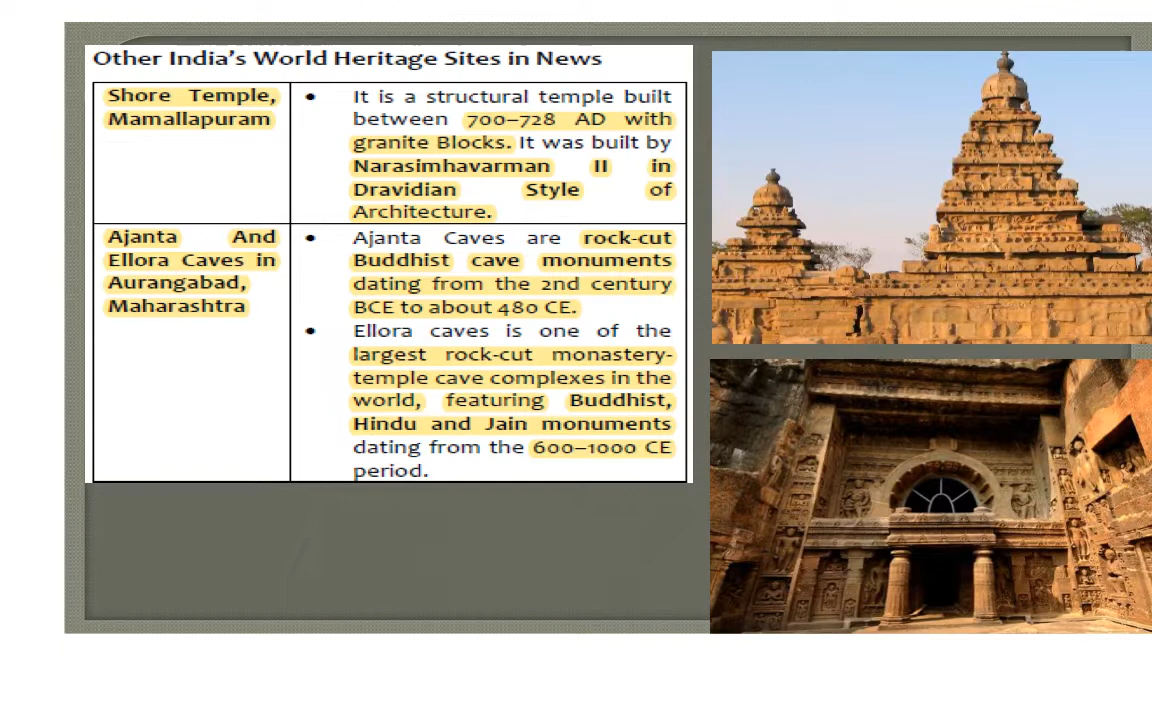 Other India's World Heritage Sites in News
Shore Temple,
Mamallapuram
• It is a structural temple built
between 700–728 AD with
granite Blocks. It was built by
Narasimhavarman II in
Dravidian Style of
Architecture.
Ajanta And
Ellora Caves in
Aurangabad,
Maharashtra
• Ajanta Caves are rock-cut
Buddhist cave monuments
dating from the 2nd century
BCE to about 480 CE.
• Ellora caves is one of the
largest rock-cut monastery-
temple cave complexes in the
world, featuring Buddhist,
Hindu and Jain monuments
dating from the 600–1000 CE
period.